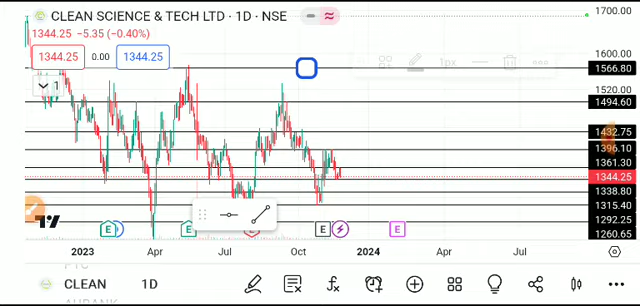 CLEAN SCIENCE & TECH LTD · 1D · NSE
1344.25 −5.35 (−0.40%)
1344.25 0.00 1344.25
1
1px
1700.00
1600.00
1566.80
1520.00
1494.60
1432.75
1396.10
1361.30
1344.25
1338.80
1315.40
1292.25
1260.65
E E E E E
2023 Apr Jul Oct 2024 Apr Jul
CLEAN 1D